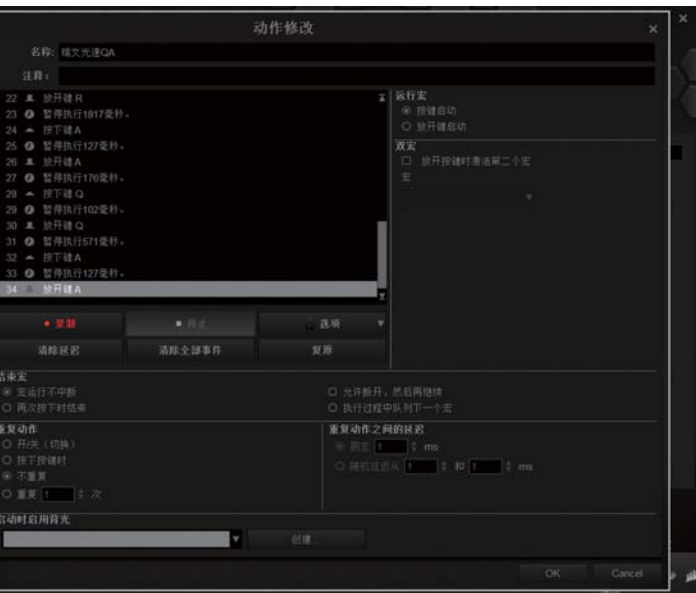 动作修改
名称: 瑞文光速QA
注释:
22 放开键 R
23 暂停执行1817毫秒。
24 按下键 A
25 暂停执行127毫秒。
26 放开键 A
27 暂停执行176毫秒。
28 按下键 Q
29 暂停执行102毫秒。
30 放开键 Q
31 暂停执行571毫秒。
32 按下键 A
33 暂停执行127毫秒。
34 放开键 A
录制 停止 选项
清除延迟 清除全部事件 复原
运行宏
按键启动
放开键启动
双宏
放开按键时激活第二个宏
宏
结束宏
宏运行不中断
再次按下时结束
允许断开，然后再继续
执行过程中队列下一个宏
重复动作
开/关（切换）
按下按键时
不重复
重复 1 次
重复动作之间的延迟
固定 1 ms
随机延迟从 1 和 1 ms
启动时启用背光
创建...
OK Cancel